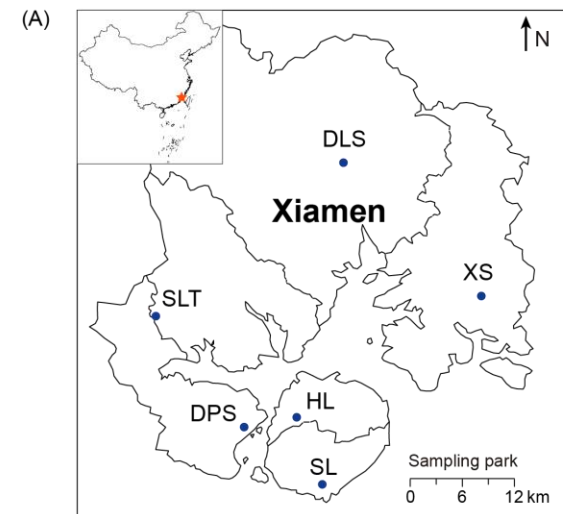 (A)
N
DLS
Xiamen
XS
SLT
HL
DPS
SL
Sampling park
0 6 12 km